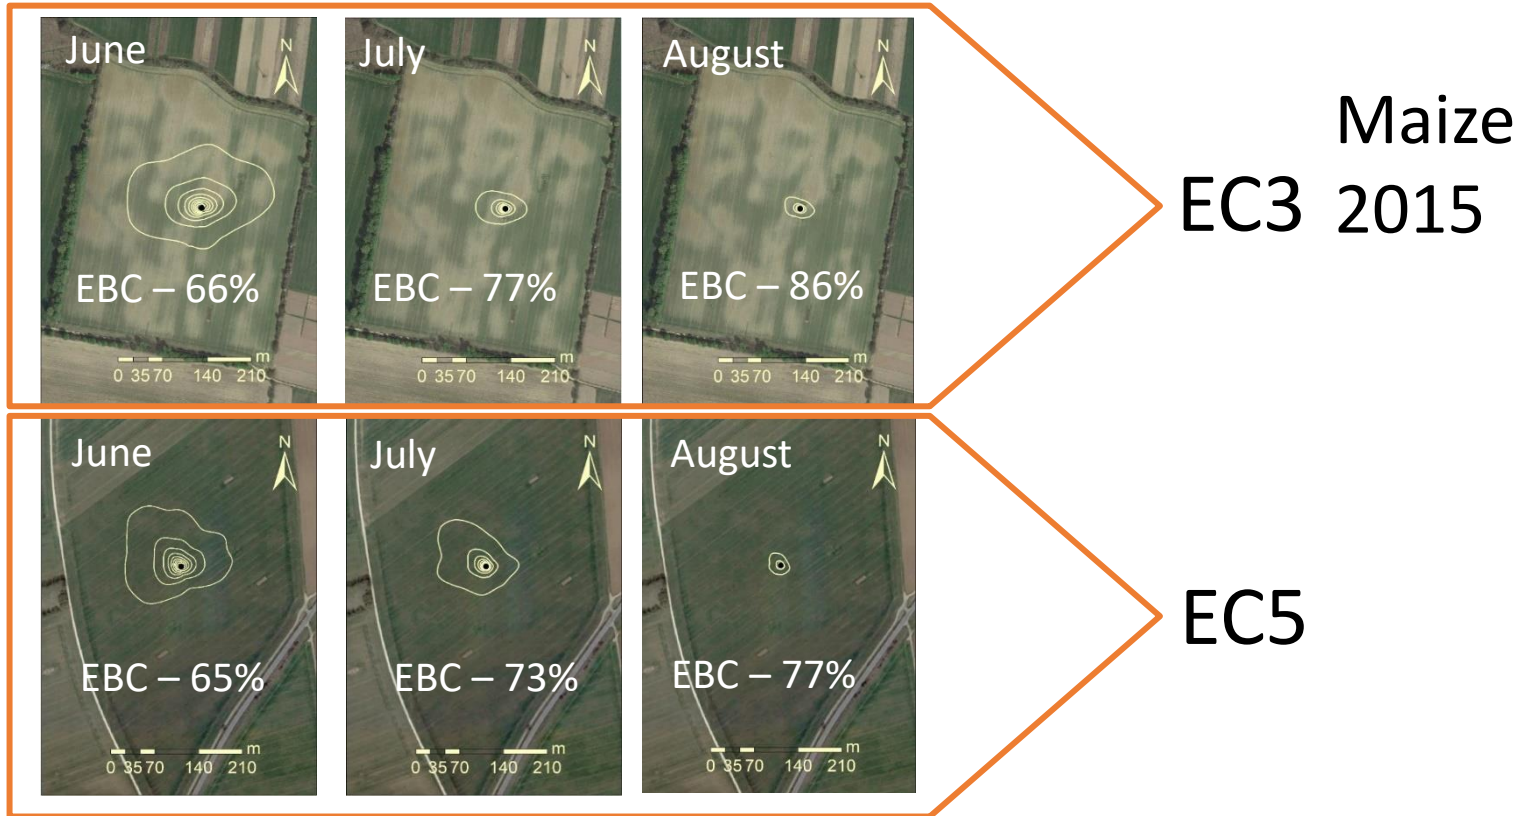 June
N
EBC – 66%
m
0 35 70 140 210
July
N
EBC – 77%
m
0 35 70 140 210
August
N
EBC – 86%
m
0 35 70 140 210
EC3
Maize
2015
June
N
EBC – 65%
m
0 35 70 140 210
July
N
EBC – 73%
m
0 35 70 140 210
August
N
EBC – 77%
m
0 35 70 140 210
EC5